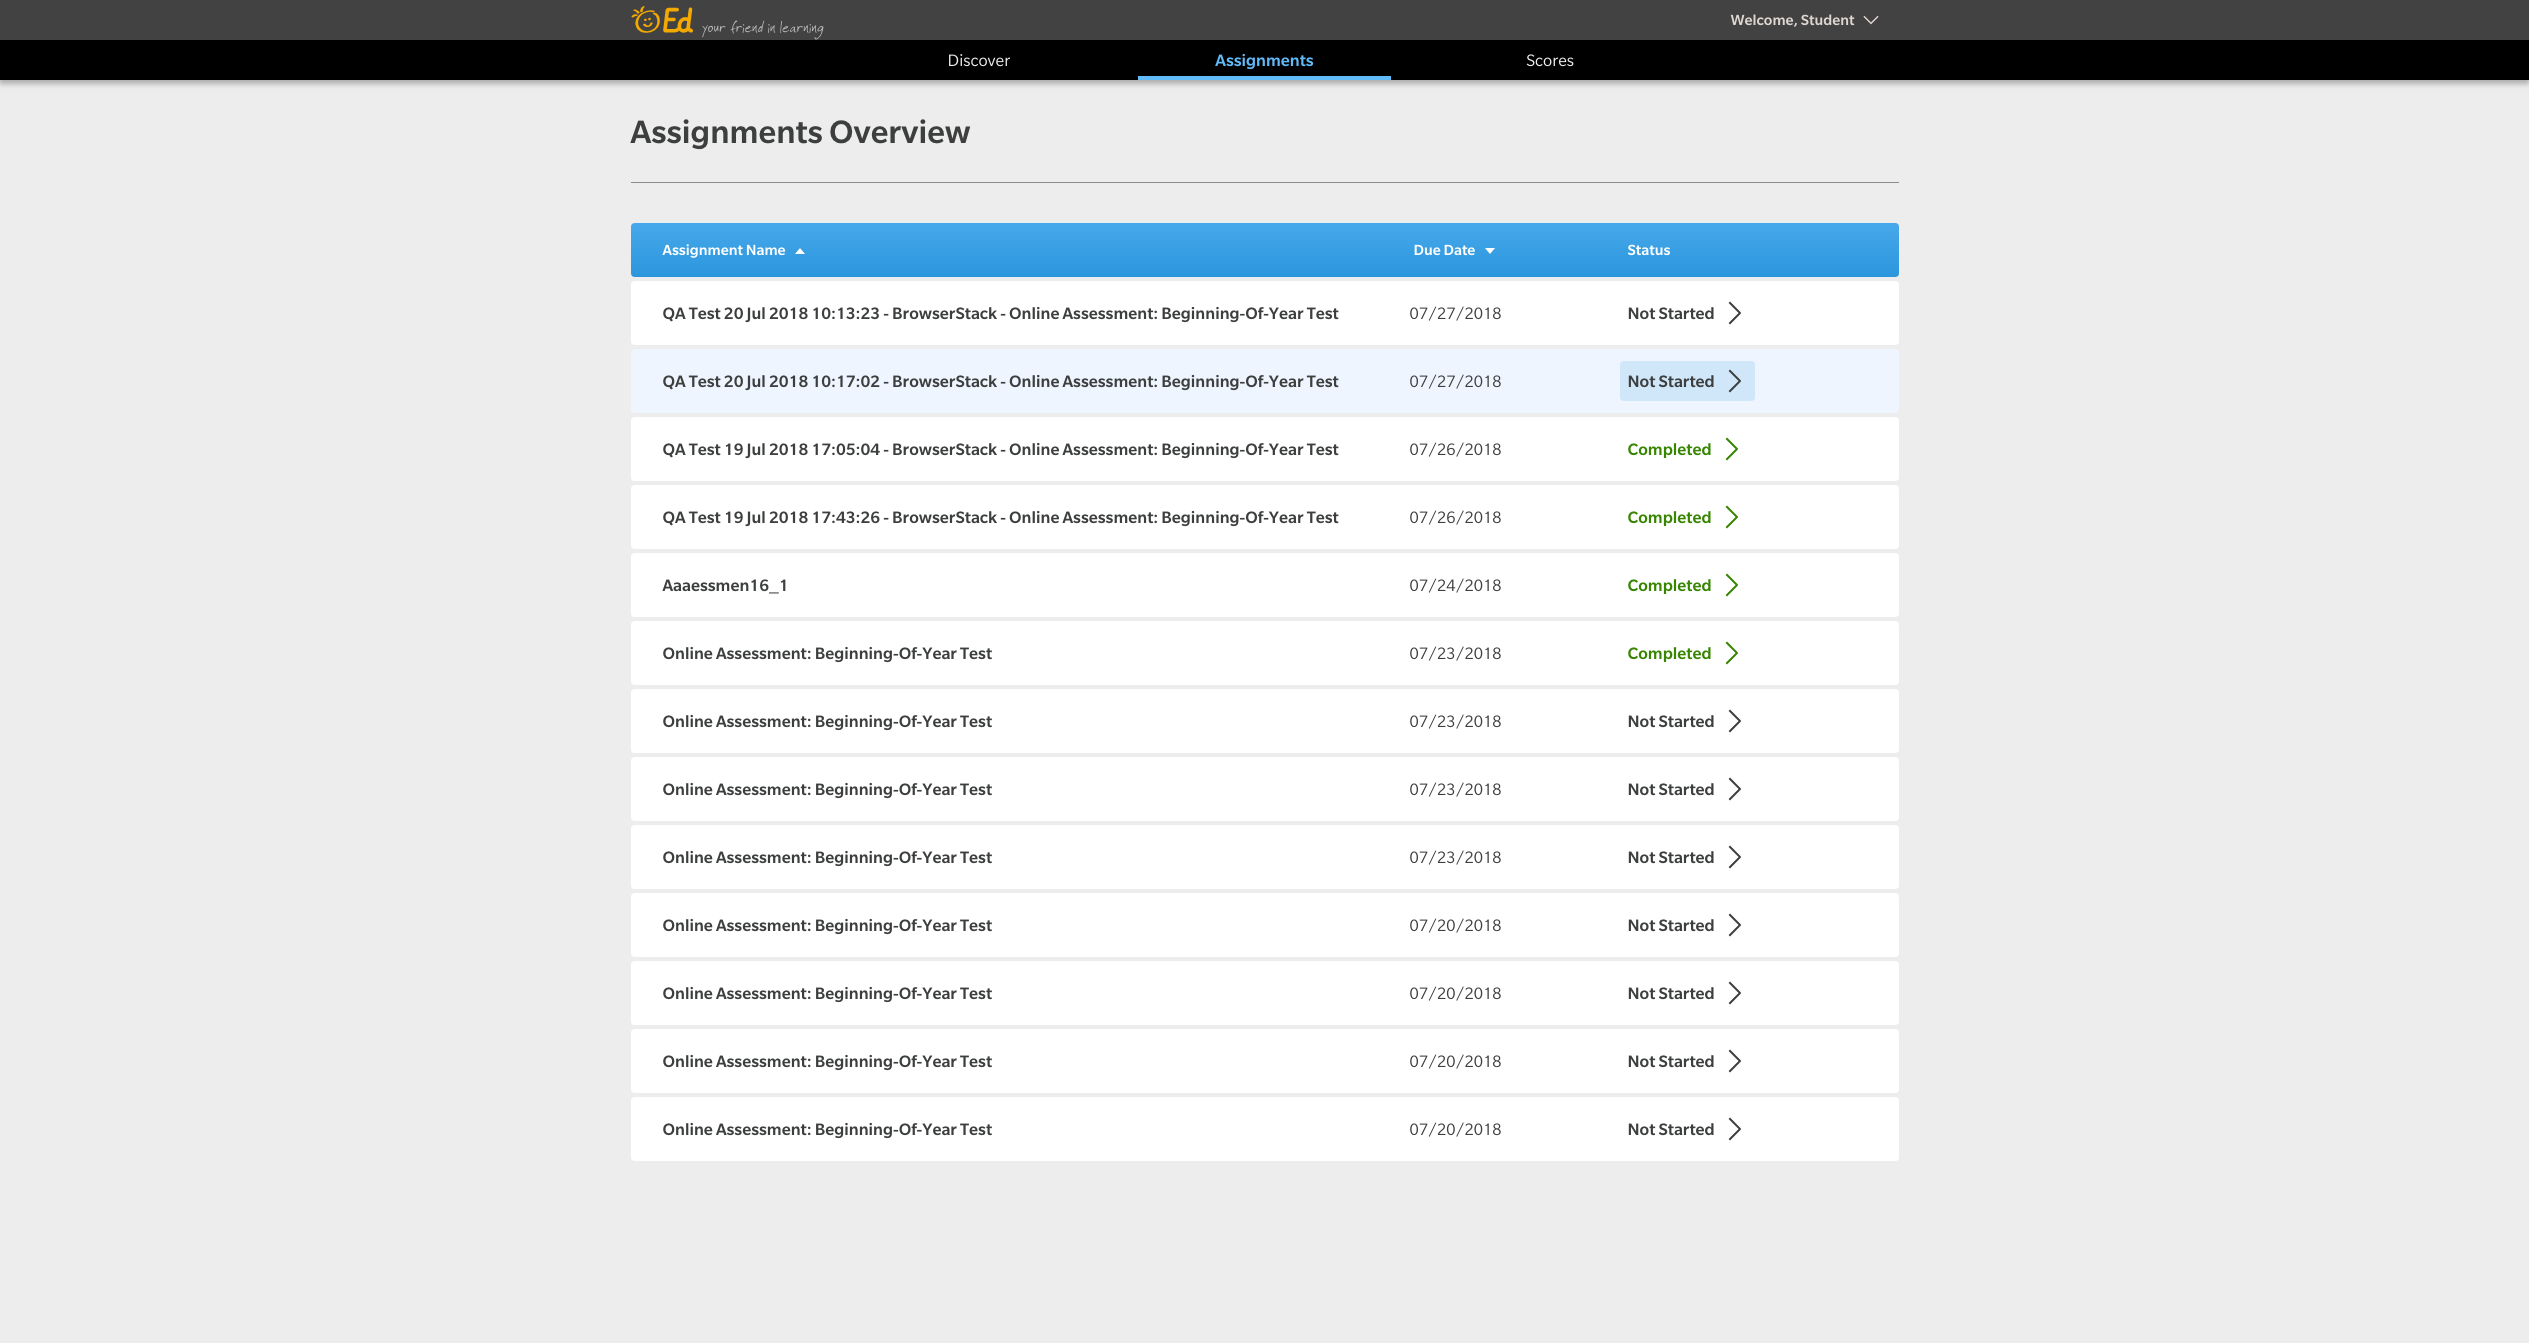 Ed your friend in learning
Welcome, Student
Discover Assignments Scores
Assignments Overview
Assignment Name Due Date Status
QA Test 20 Jul 2018 10:13:23 - BrowserStack - Online Assessment: Beginning-Of-Year Test 07/27/2018 Not Started
QA Test 20 Jul 2018 10:17:02 - BrowserStack - Online Assessment: Beginning-Of-Year Test 07/27/2018 Not Started
QA Test 19 Jul 2018 17:05:04 - BrowserStack - Online Assessment: Beginning-Of-Year Test 07/26/2018 Completed
QA Test 19 Jul 2018 17:43:26 - BrowserStack - Online Assessment: Beginning-Of-Year Test 07/26/2018 Completed
Aaaessmen16_1 07/24/2018 Completed
Online Assessment: Beginning-Of-Year Test 07/23/2018 Completed
Online Assessment: Beginning-Of-Year Test 07/23/2018 Not Started
Online Assessment: Beginning-Of-Year Test 07/23/2018 Not Started
Online Assessment: Beginning-Of-Year Test 07/23/2018 Not Started
Online Assessment: Beginning-Of-Year Test 07/20/2018 Not Started
Online Assessment: Beginning-Of-Year Test 07/20/2018 Not Started
Online Assessment: Beginning-Of-Year Test 07/20/2018 Not Started
Online Assessment: Beginning-Of-Year Test 07/20/2018 Not Started